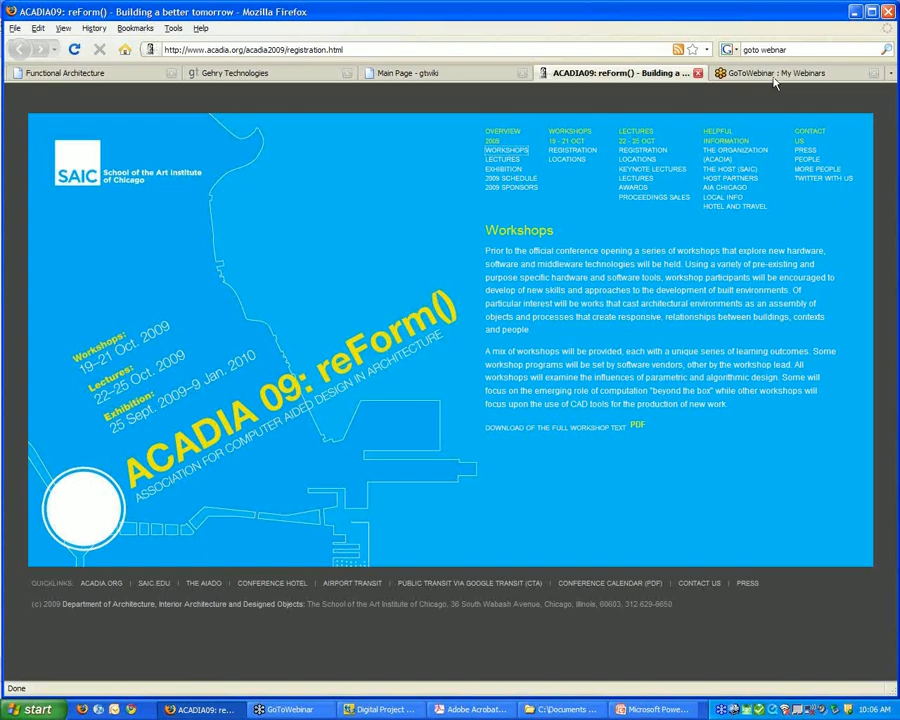 ACADIA09: reForm() - Building a better tomorrow - Mozilla Firefox
File Edit View History Bookmarks Tools Help
http://www.acadia.org/acadia2009/registration.html
goto webnar
Functional Architecture
Gehry Technologies
Main Page - gtwiki
ACADIA09: reForm() - Building a ...
GoToWebinar : My Webinars
SAIC School of the Art Institute
of Chicago
OVERVIEW
2009
WORKSHOPS
LECTURES
EXHIBITION
2009 SCHEDULE
2009 SPONSORS
WORKSHOPS
19 - 21 OCT
REGISTRATION
LOCATIONS
LECTURES
22 - 25 OCT
REGISTRATION
LOCATIONS
KEYNOTE LECTURES
LECTURES
AWARDS
PROCEEDINGS SALES
HELPFUL
INFORMATION
THE ORGANIZATION
(ACADIA)
THE HOST (SAIC)
HOST PARTNERS
AIA CHICAGO
LOCAL INFO
HOTEL AND TRAVEL
CONTACT
US
PRESS
PEOPLE
MORE PEOPLE
TWITTER WITH US
Workshops
Prior to the official conference opening a series of workshops that explore new hardware,
software and middleware technologies will be held. Using a variety of pre-existing and
purpose specific hardware and software tools, workshop participants will be encouraged to
develop of new skills and approaches to the development of built environments. Of
particular interest will be works that cast architectural environments as an assembly of
objects and processes that create responsive, relationships between buildings, contexts
and people.
A mix of workshops will be provided, each with a unique series of learning outcomes. Some
workshop programs will be set by software vendors, other by the workshop lead. All
workshops will examine the influences of parametric and algorithmic design. Some will
focus on the emerging role of computation "beyond the box" while other workshops will
focus upon the use of CAD tools for the production of new work.
DOWNLOAD OF THE FULL WORKSHOP TEXT PDF
Workshops:
19-21 Oct. 2009
Lectures:
22-25 Oct. 2009
Exhibition:
25 Sept. 2009-9 Jan. 2010
ACADIA 09: reForm()
ASSOCIATION FOR COMPUTER AIDED DESIGN IN ARCHITECTURE
QUICKLINKS: ACADIA.ORG | SAIC.EDU | THE AIADO | CONFERENCE HOTEL | AIRPORT TRANSIT | PUBLIC TRANSIT VIA GOOGLE TRANSIT (CTA) | CONFERENCE CALENDAR (PDF) | CONTACT US | PRESS
(c) 2009 Department of Architecture, Interior Architecture and Designed Objects: The School of the Art Institute of Chicago, 36 South Wabash Avenue, Chicago, Illinois, 60603, 312-629-6650.
Done
start
ACADIA09: re...
GoToWebinar
Digital Project ...
Adobe Acrobat...
C:\Documents ...
Microsoft Powe...
10:06 AM